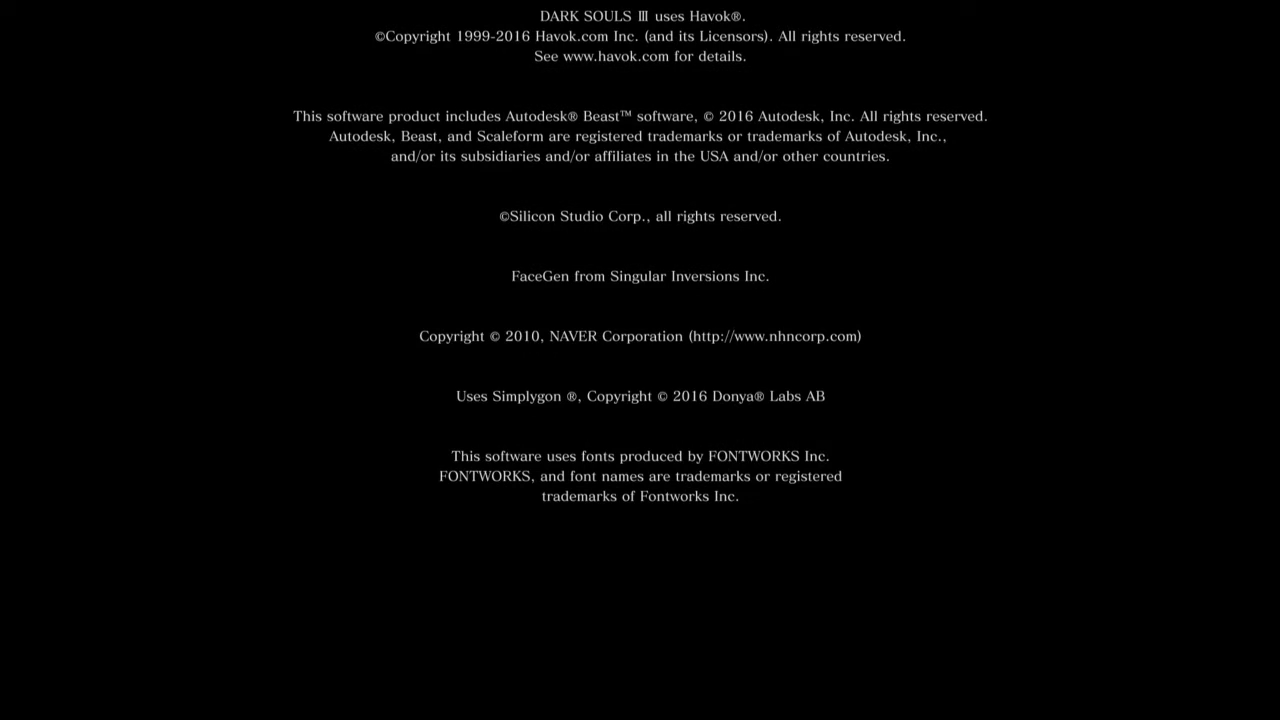 DARK SOULS Ⅲ uses Havok®.
©Copyright 1999-2016 Havok.com Inc. (and its Licensors). All rights reserved.
See www.havok.com for details.
This software product includes Autodesk® Beast™ software, © 2016 Autodesk, Inc. All rights reserved.
Autodesk, Beast, and Scaleform are registered trademarks or trademarks of Autodesk, Inc.,
and/or its subsidiaries and/or affiliates in the USA and/or other countries.
©Silicon Studio Corp., all rights reserved.
FaceGen from Singular Inversions Inc.
Copyright © 2010, NAVER Corporation (http://www.nhncorp.com)
Uses Simplygon ®, Copyright © 2016 Donya® Labs AB
This software uses fonts produced by FONTWORKS Inc.
FONTWORKS, and font names are trademarks or registered
trademarks of Fontworks Inc.